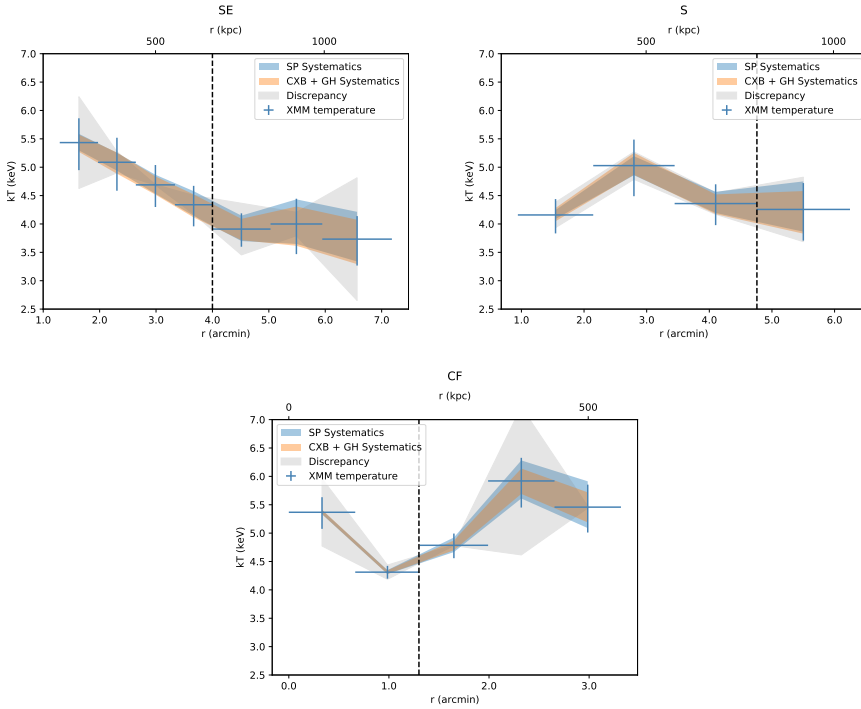 SE
r (kpc)
500
1000
7.0
6.5
6.0
5.5
5.0
4.5
4.0
3.5
3.0
2.5
kT (keV)
SP Systematics
CXB + GH Systematics
Discrepancy
XMM temperature
1.0
2.0
3.0
4.0
5.0
6.0
7.0
r (arcmin)
S
r (kpc)
500
1000
7.0
6.5
6.0
5.5
5.0
4.5
4.0
3.5
3.0
2.5
kT (keV)
SP Systematics
CXB + GH Systematics
Discrepancy
XMM temperature
1.0
2.0
3.0
4.0
5.0
6.0
r (arcmin)
CF
r (kpc)
0
500
7.0
6.5
6.0
5.5
5.0
4.5
4.0
3.5
3.0
2.5
kT (keV)
SP Systematics
CXB + GH Systematics
Discrepancy
XMM temperature
0.0
1.0
2.0
3.0
r (arcmin)